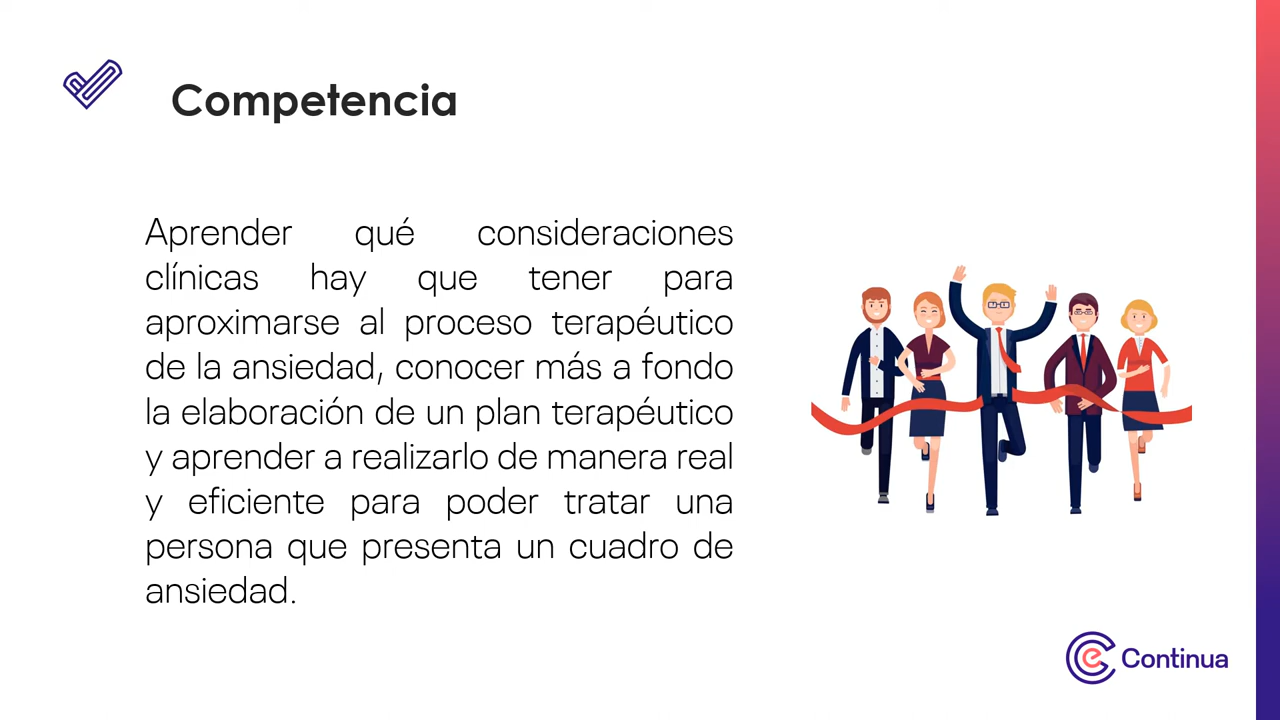 Competencia
Aprender qué consideraciones
clínicas hay que tener para
aproximarse al proceso terapéutico
de la ansiedad, conocer más a fondo
la elaboración de un plan terapéutico
y aprender a realizarlo de manera real
y eficiente para poder tratar una
persona que presenta un cuadro de
ansiedad.
e Continua